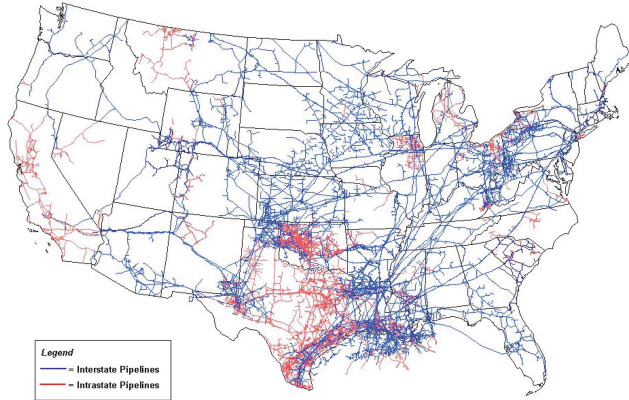 Legend
= Interstate Pipelines
= Intrastate Pipelines